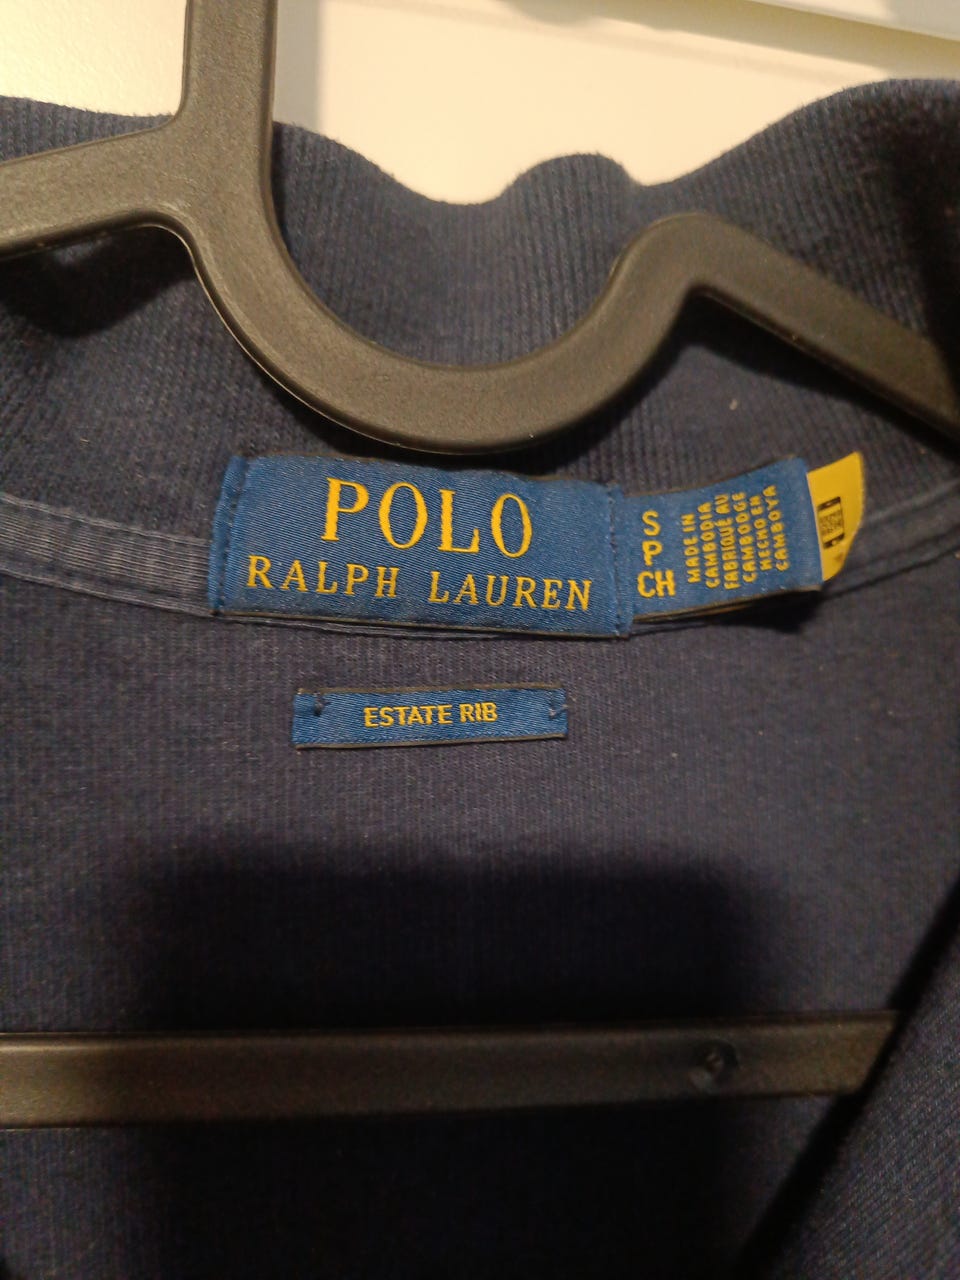 POLO
RALPH LAUREN
S
P
CH
MADE IN
CAMBODIA
FABRIQUÉ AU
CAMBODGE
HECHO EN
CAMBOYA
ESTATE RIB